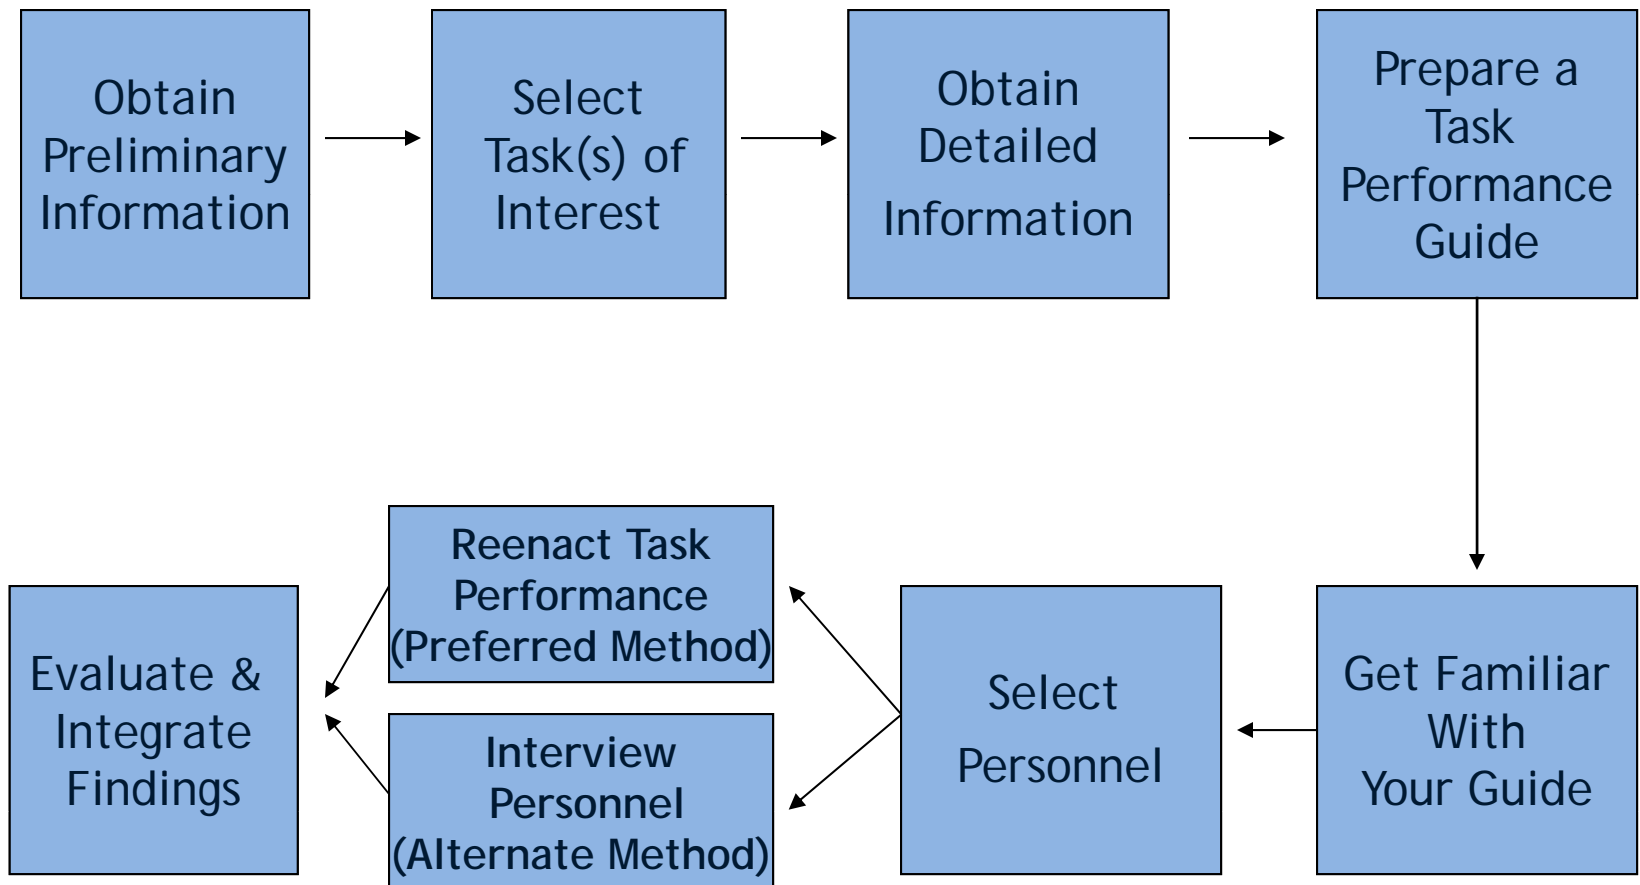 Obtain
Preliminary
Information
Select
Task(s) of
Interest
Obtain
Detailed
Information
Prepare a
Task
Performance
Guide
Get Familiar
With
Your Guide
Select
Personnel
Reenact Task
Performance
(Preferred Method)
Interview
Personnel
(Alternate Method)
Evaluate &
Integrate
Findings